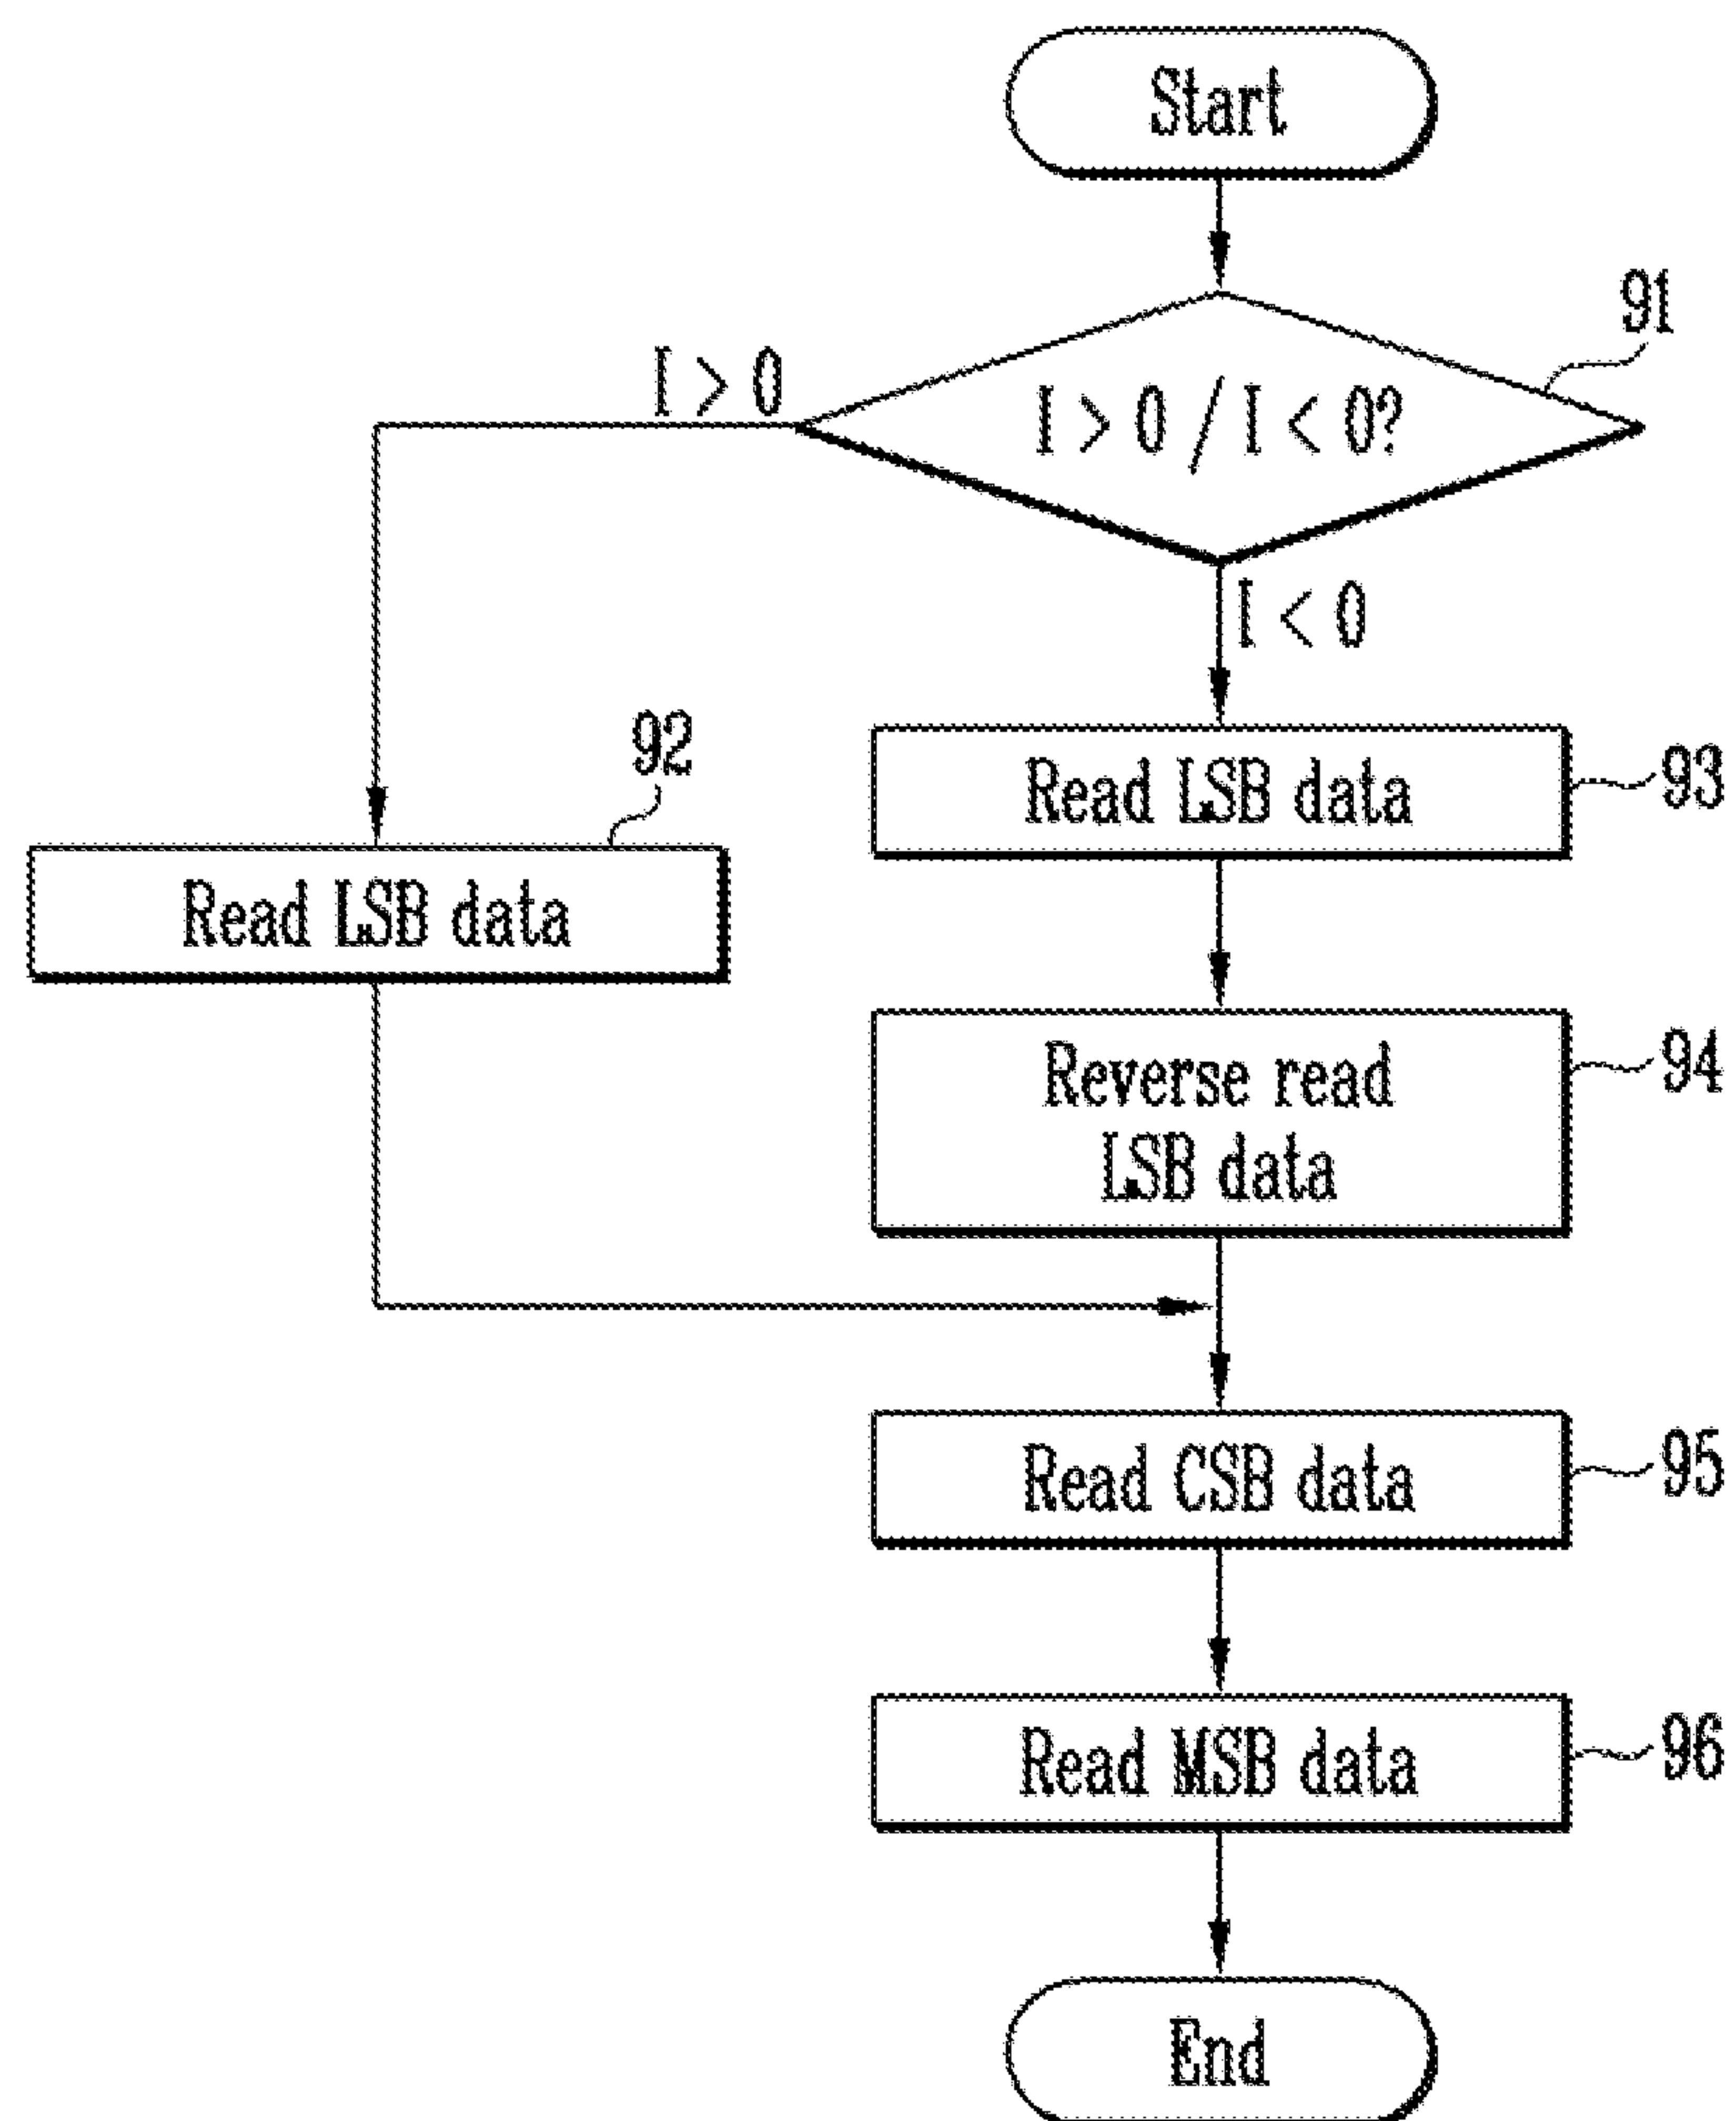 Start
91
I > 0
I > 0 / I < 0?
I < 0
92
Read LSB data
93
Read LSB data
Reverse read
LSB data
94
Read CSB data
95
Read MSB data
96
End